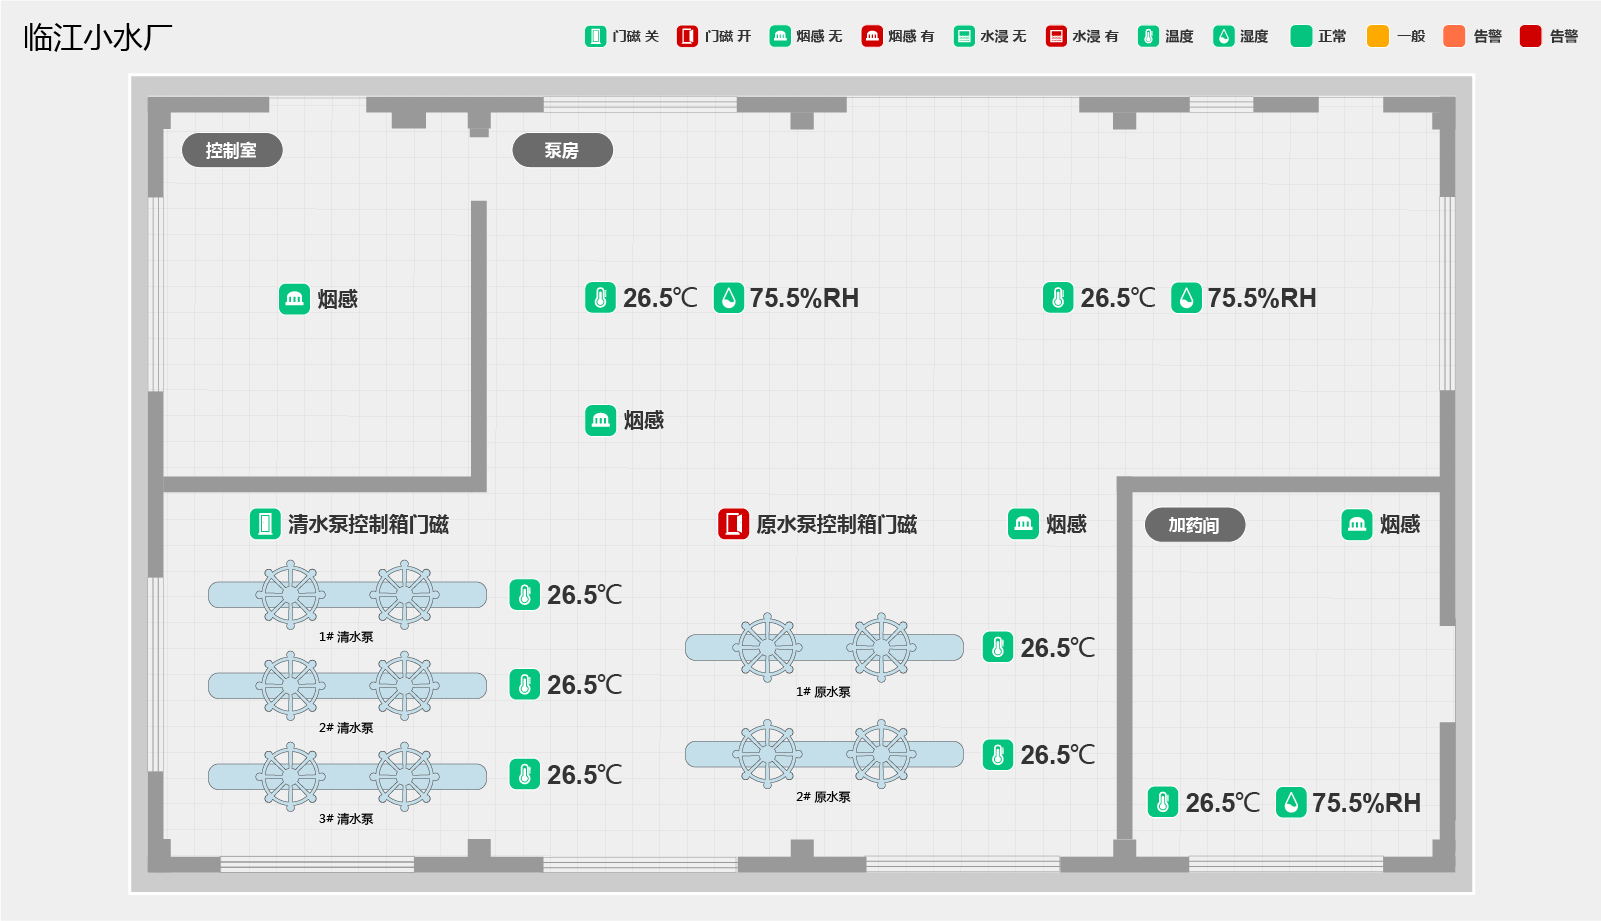 临江小水厂
门磁 关
门磁 开
烟感 无
烟感 有
水浸 无
水浸 有
温度
湿度
正常
一般
告警
告警
控制室
泵房
烟感
26.5℃
75.5%RH
26.5℃
75.5%RH
烟感
清水泵控制箱门磁
原水泵控制箱门磁
烟感
加药间
烟感
26.5℃
1# 清水泵
26.5℃
1# 原水泵
26.5℃
2# 清水泵
26.5℃
2# 原水泵
26.5℃
3# 清水泵
26.5℃
75.5%RH